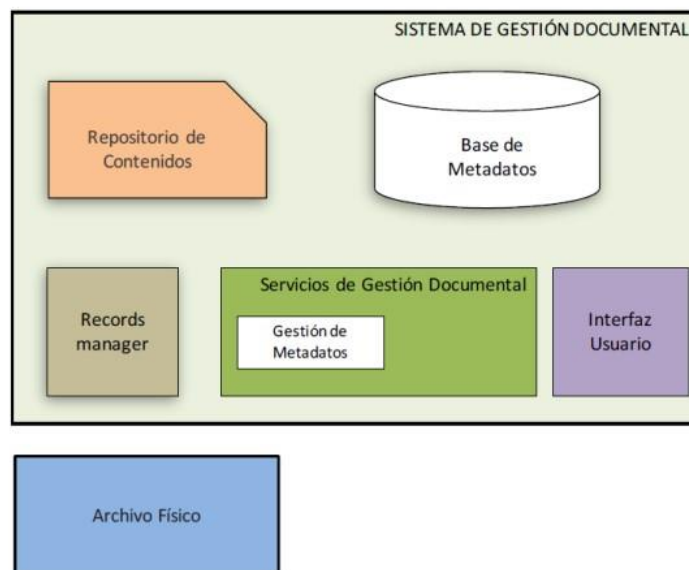 SISTEMA DE GESTIÓN DOCUMENTAL
Repositorio de
Contenidos
Base de
Metadatos
Records
manager
Servicios de Gestión Documental
Gestión de
Metadatos
Interfaz
Usuario
Archivo Físico